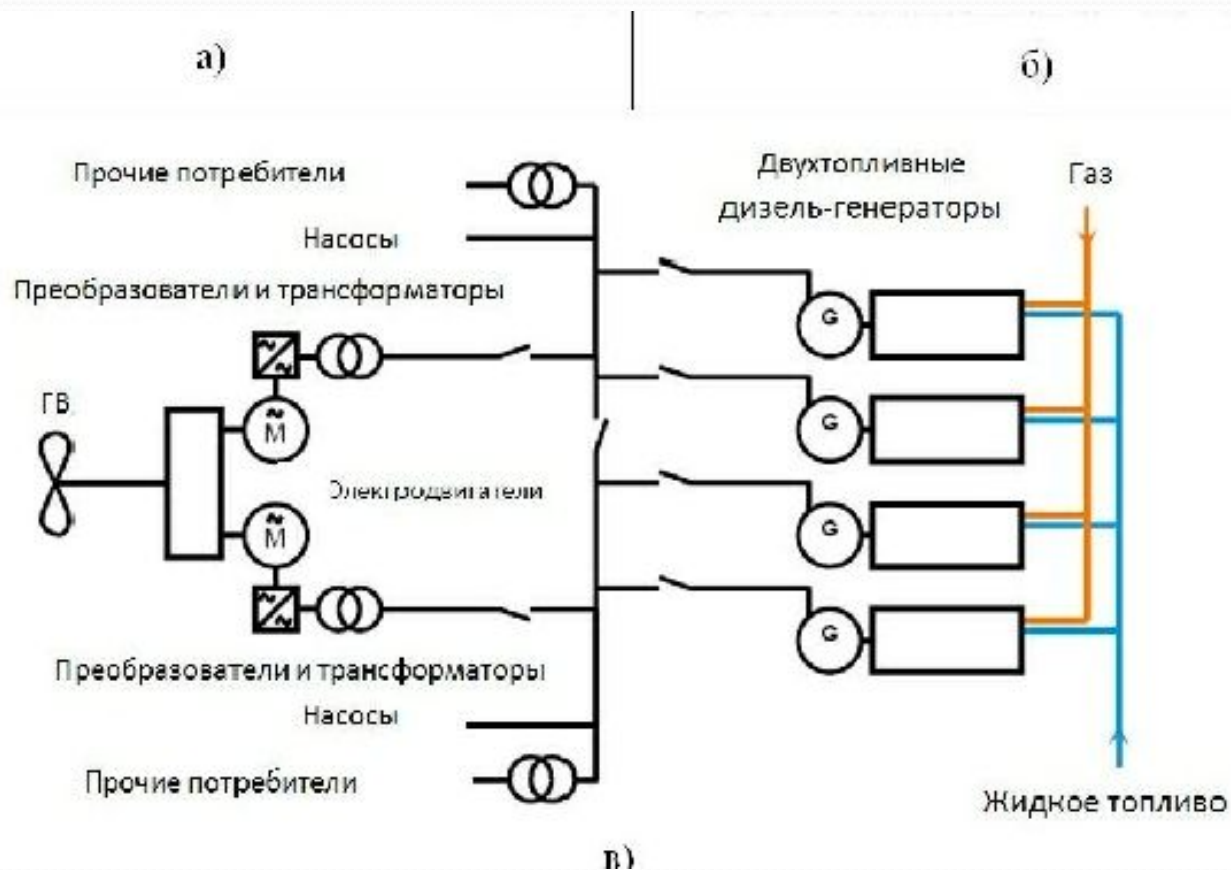 а)
б)
Прочие потребители
Двухтопливные
дизель-генераторы
Газ
Насосы
Преобразователи и трансформаторы
G
ГВ
~
M
G
Электродвигатели
~
M
G
G
Преобразователи и трансформаторы
Насосы
Прочие потребители
Жидкое топливо
в)